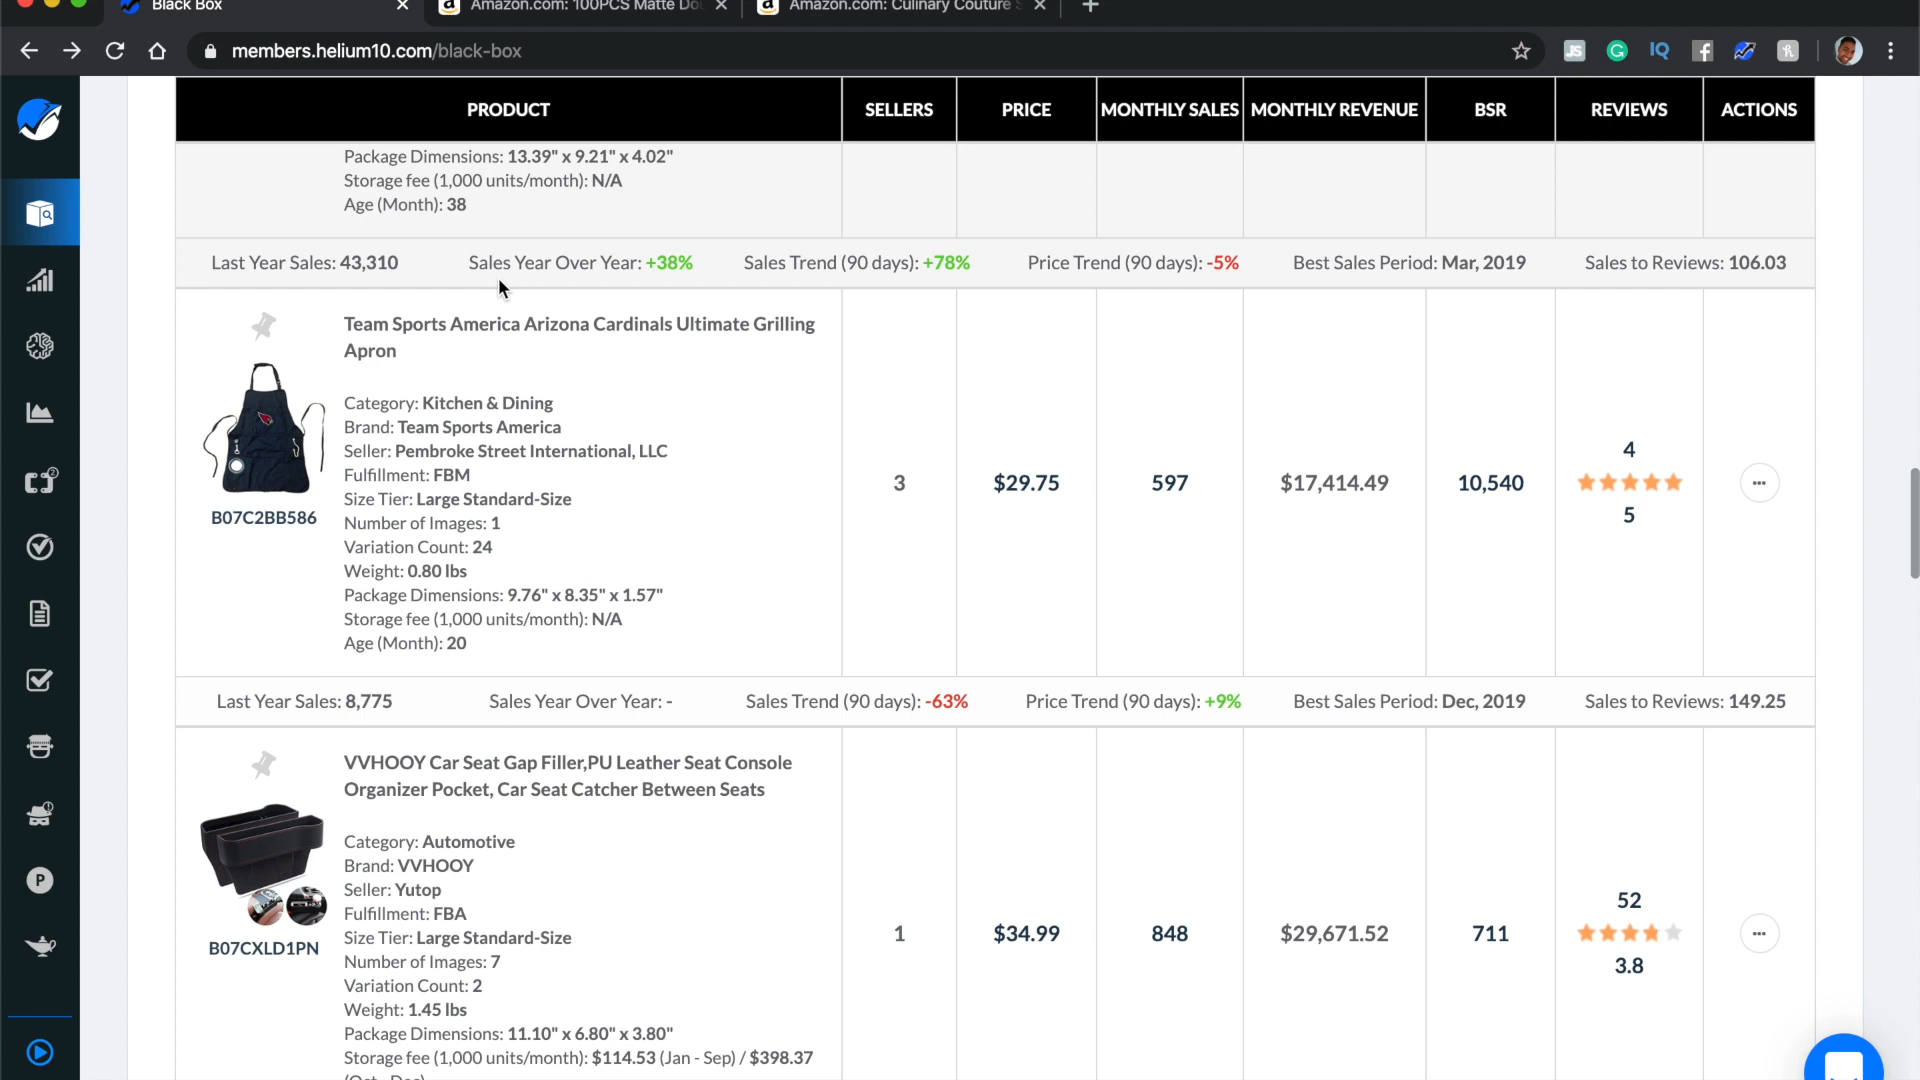 Black Box
Amazon.com: 100PCS Matte Do
Amazon.com: Culinary Couture S
members.helium10.com/black-box
PRODUCT
SELLERS
PRICE
MONTHLY SALES
MONTHLY REVENUE
BSR
REVIEWS
ACTIONS
Package Dimensions: 13.39" x 9.21" x 4.02"
Storage fee (1,000 units/month): N/A
Age (Month): 38
Last Year Sales: 43,310
Sales Year Over Year: +38%
Sales Trend (90 days): +78%
Price Trend (90 days): -5%
Best Sales Period: Mar, 2019
Sales to Reviews: 106.03
Team Sports America Arizona Cardinals Ultimate Grilling
Apron
Category: Kitchen & Dining
Brand: Team Sports America
Seller: Pembroke Street International, LLC
Fulfillment: FBM
Size Tier: Large Standard-Size
Number of Images: 1
Variation Count: 24
Weight: 0.80 lbs
Package Dimensions: 9.76" x 8.35" x 1.57"
Storage fee (1,000 units/month): N/A
Age (Month): 20
B07C2BB586
3
$29.75
597
$17,414.49
10,540
4
5
Last Year Sales: 8,775
Sales Year Over Year: -
Sales Trend (90 days): -63%
Price Trend (90 days): +9%
Best Sales Period: Dec, 2019
Sales to Reviews: 149.25
VVHOOY Car Seat Gap Filler,PU Leather Seat Console
Organizer Pocket, Car Seat Catcher Between Seats
Category: Automotive
Brand: VVHOOY
Seller: Yutop
Fulfillment: FBA
Size Tier: Large Standard-Size
Number of Images: 7
Variation Count: 2
Weight: 1.45 lbs
Package Dimensions: 11.10" x 6.80" x 3.80"
Storage fee (1,000 units/month): $114.53 (Jan - Sep) / $398.37
(Oct - Dec)
B07CXLD1PN
1
$34.99
848
$29,671.52
711
52
3.8